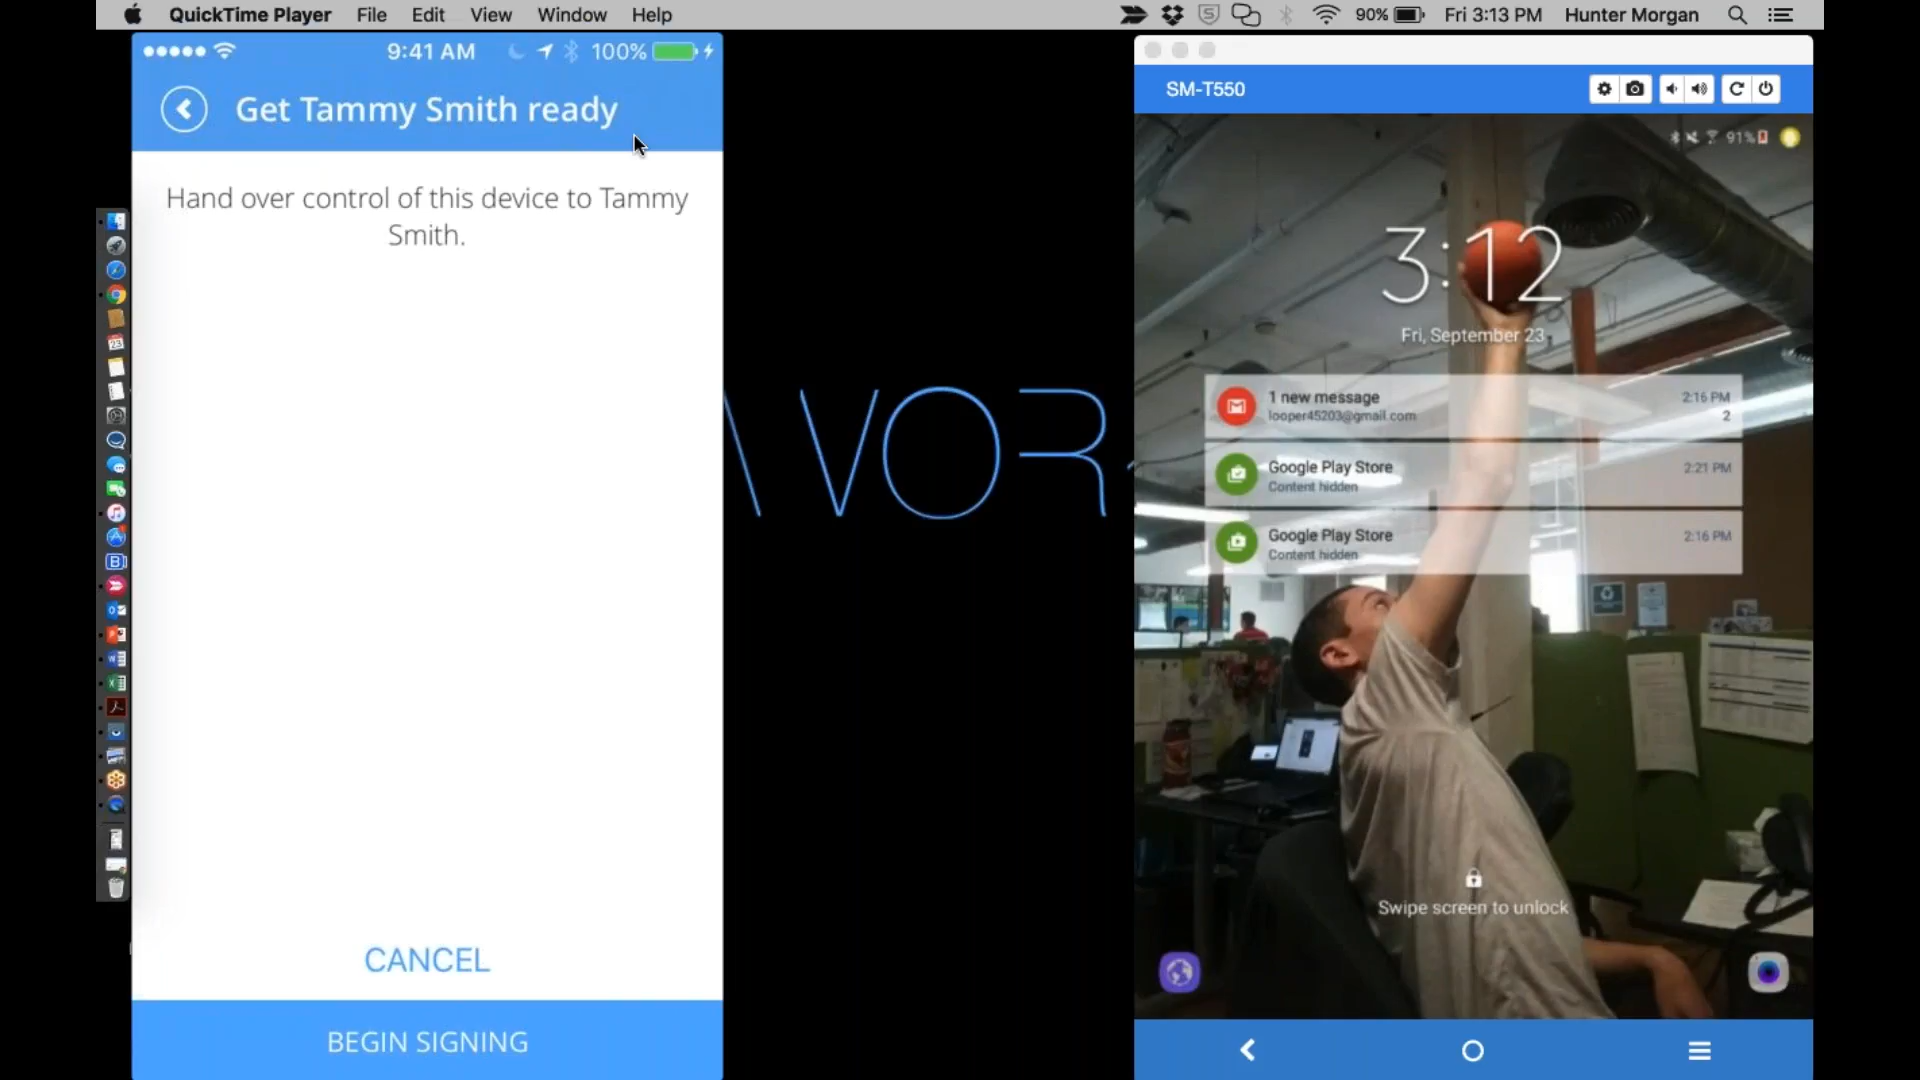 QuickTime Player File Edit View Window Help
90% Fri 3:13 PM Hunter Morgan
9:41 AM 100%
Get Tammy Smith ready
Hand over control of this device to Tammy
Smith.
CANCEL
BEGIN SIGNING
VOR
SM-T550
91%
3:12
Fri, September 23
1 new message 2:16 PM
looper45203@gmail.com 2
Google Play Store 2:21 PM
Content hidden
Google Play Store 2:16 PM
Content hidden
Swipe screen to unlock